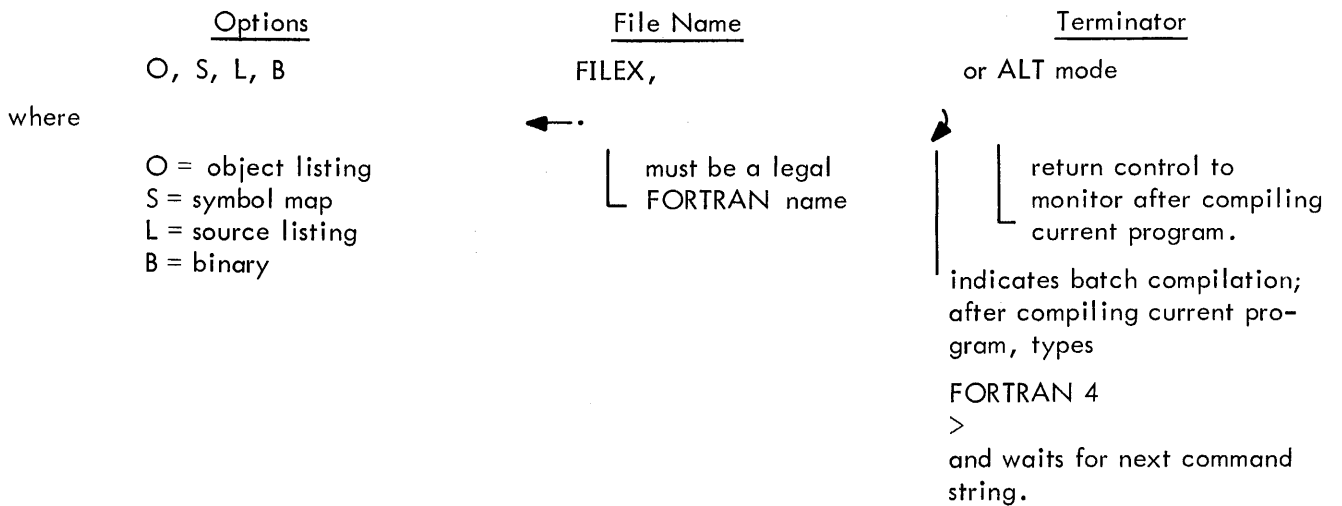 Options File Name Terminator
O, S, L, B FILEX, or ALT mode
where ←.
O = object listing
S = symbol map
L = source listing
B = binary
must be a legal
FORTRAN name
return control to
monitor after compiling
current program.
indicates batch compilation;
after compiling current pro-
gram, types
FORTRAN 4
>
and waits for next command
string.